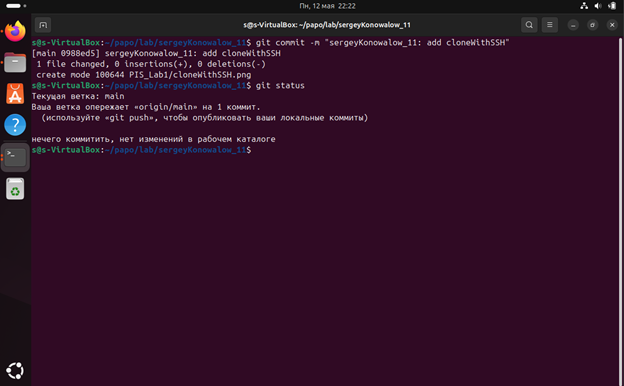 Пн, 12 мая 22:22
s@s-VirtualBox: ~/papo/lab/sergeyKonowalow_11
s@s-VirtualBox:~/papo/lab/sergeyKonowalow_11$ git commit -m "sergeyKonowalow_11: add cloneWithSSH"
[main 0988ed5] sergeyKonowalow_11: add cloneWithSSH
1 file changed, 0 insertions(+), 0 deletions(-)
create mode 100644 PIS_Lab1/cloneWithSSH.png
s@s-VirtualBox:~/papo/lab/sergeyKonowalow_11$ git status
Текущая ветка: main
Ваша ветка опережает «origin/main» на 1 коммит.
(используйте «git push», чтобы опубликовать ваши локальные коммиты)
нечего коммитить, нет изменений в рабочем каталоге
s@s-VirtualBox:~/papo/lab/sergeyKonowalow_11$